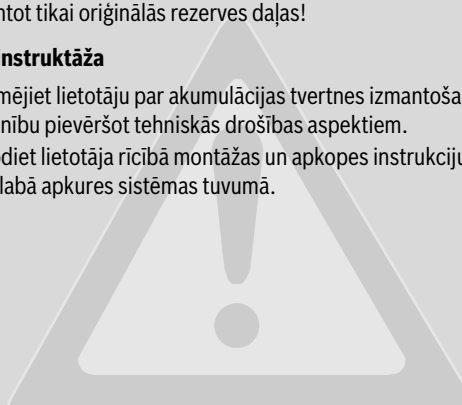 ntot tikai oriģinālās rezerves daļas!
nstruktāža
mējiet lietotāju par akumulācijas tvertnes izmantoša
nību pievēršot tehniskās drošības aspektiem.
diet lietotāja rīcībā montāžas un apkopes instrukciju
labā apkures sistēmas tuvumā.